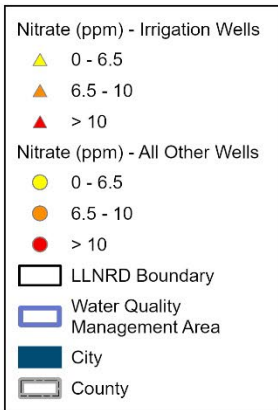 Nitrate (ppm) - Irrigation Wells
0 - 6.5
6.5 - 10
> 10
Nitrate (ppm) - All Other Wells
0 - 6.5
6.5 - 10
> 10
LLNRD Boundary
Water Quality
Management Area
City
County